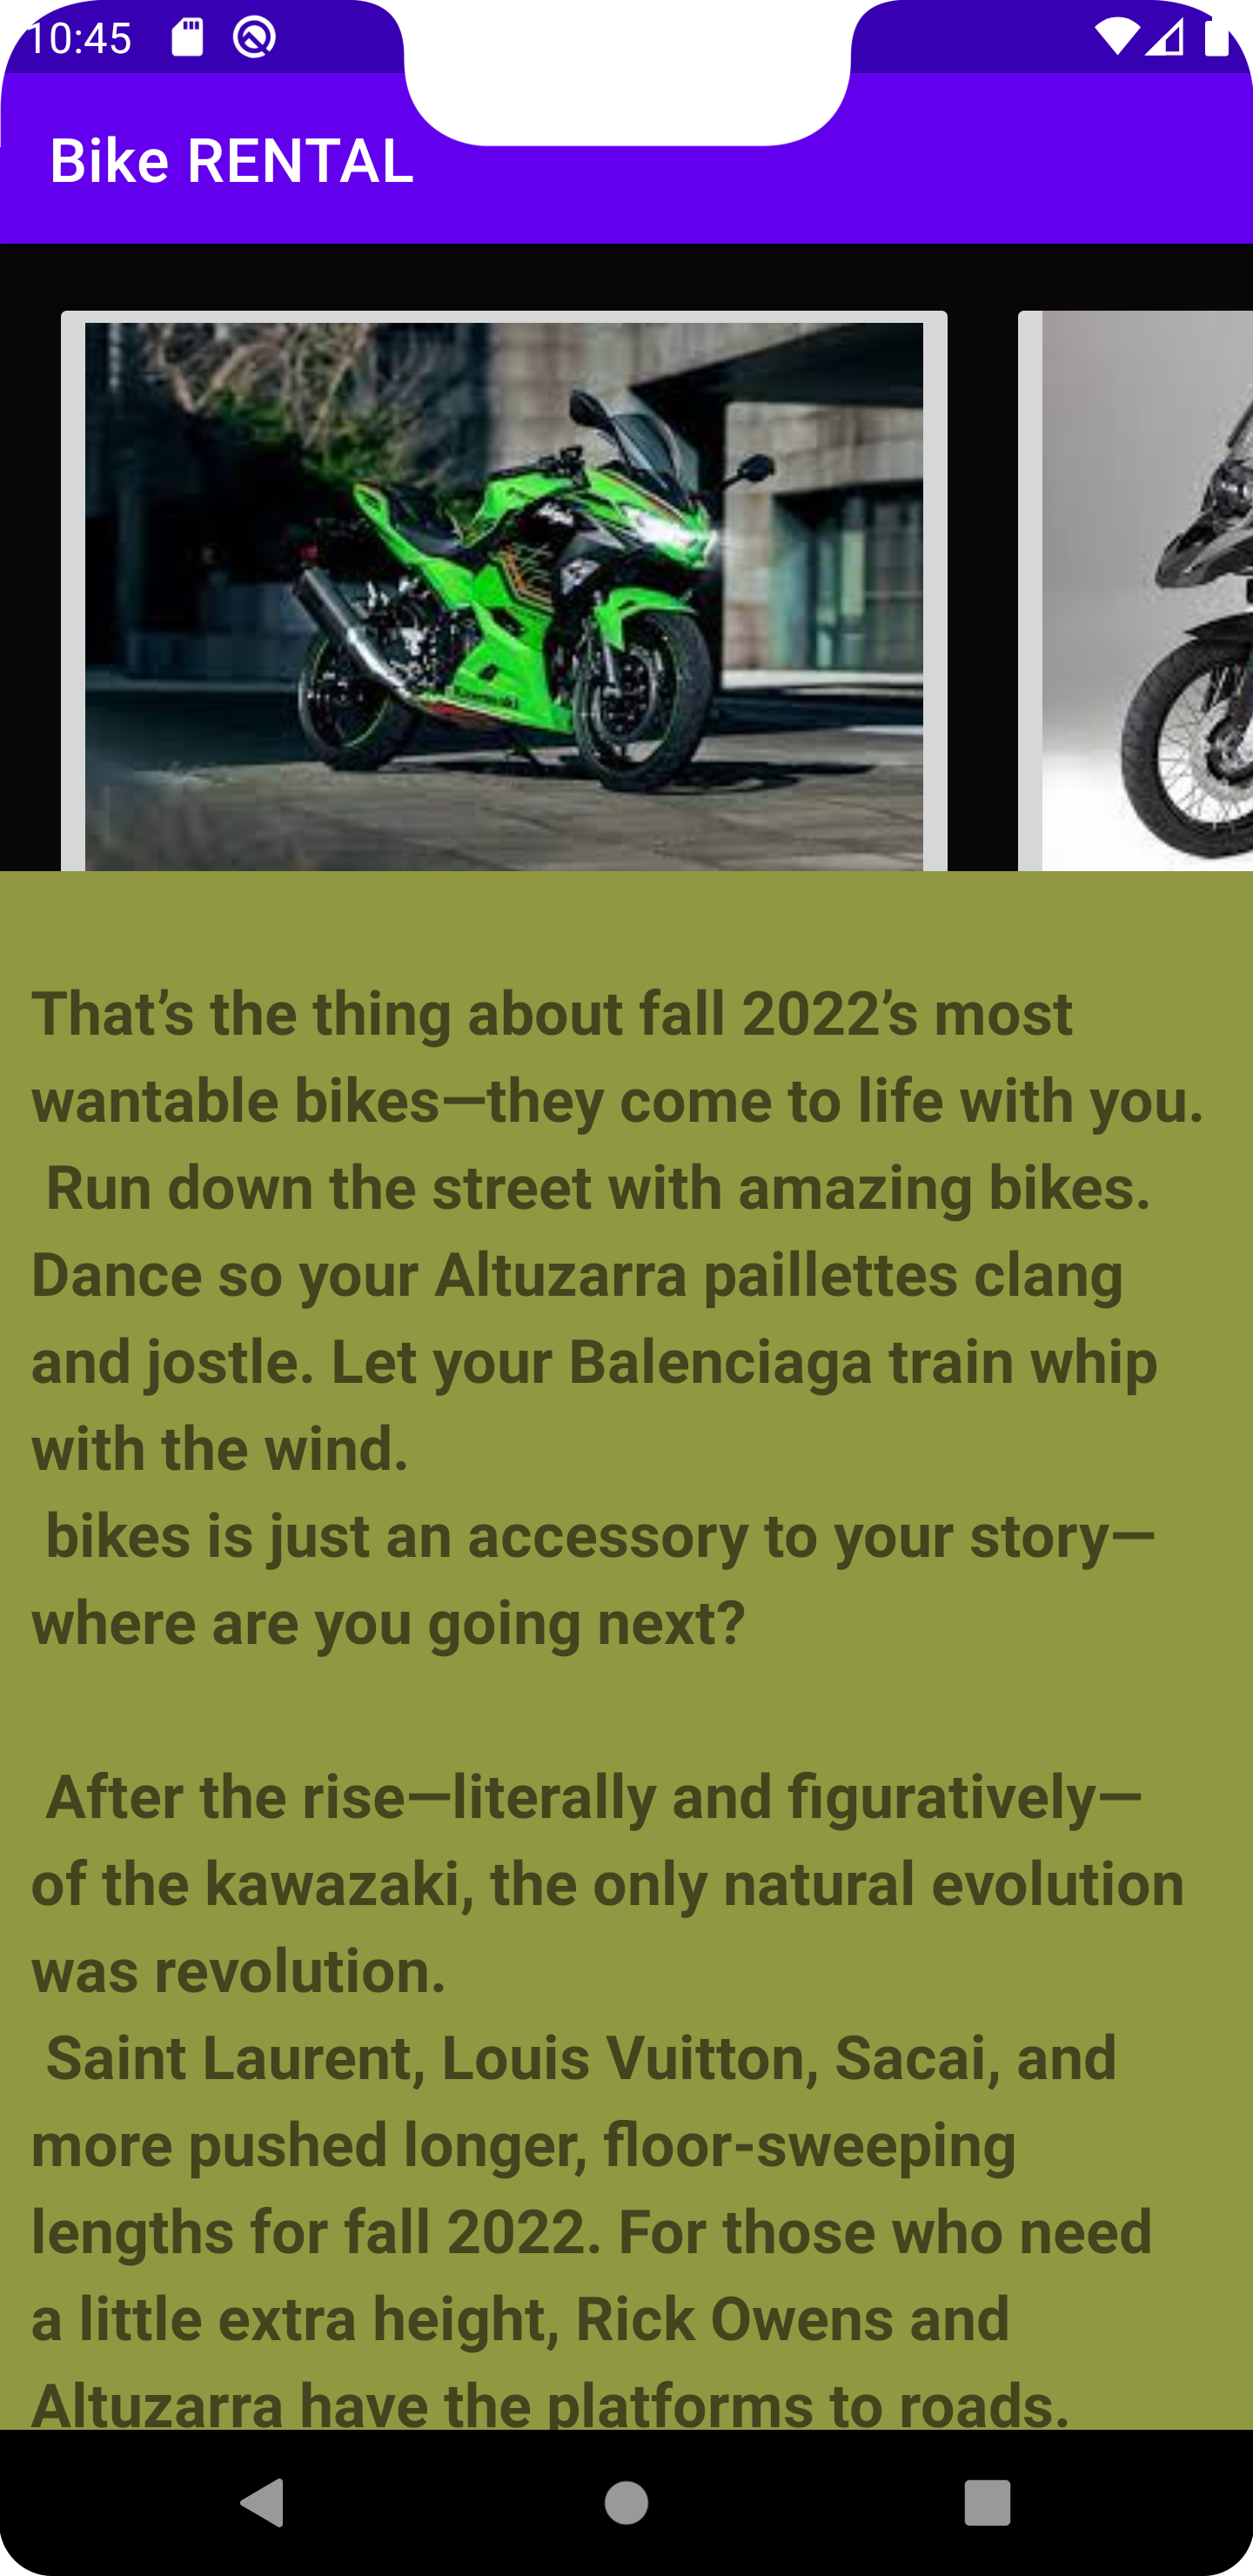 10:45
Bike RENTAL
That’s the thing about fall 2022’s most
wantable bikes—they come to life with you.
Run down the street with amazing bikes.
Dance so your Altuzarra paillettes clang
and jostle. Let your Balenciaga train whip
with the wind.
bikes is just an accessory to your story—
where are you going next?
After the rise—literally and figuratively—
of the kawazaki, the only natural evolution
was revolution.
Saint Laurent, Louis Vuitton, Sacai, and
more pushed longer, floor-sweeping
lengths for fall 2022. For those who need
a little extra height, Rick Owens and
Altuzarra have the platforms to roads.